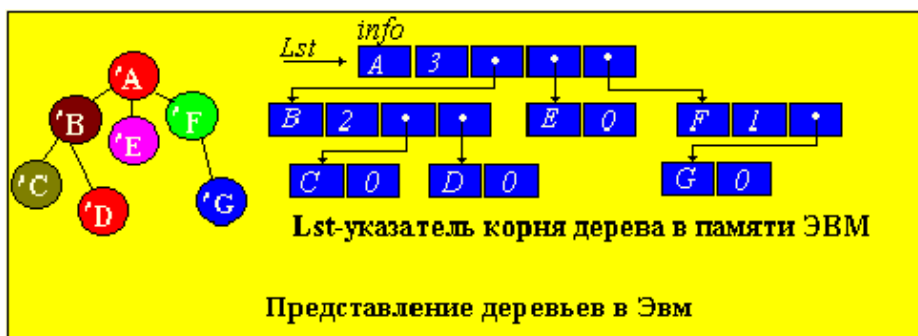 info
Lst
A 3
'A
'B
'E
'F
B 2
E 0
F 1
'C
'D
'G
C 0
D 0
G 0
Lst-указатель корня дерева в памяти ЭВМ
Представление деревьев в Эвм